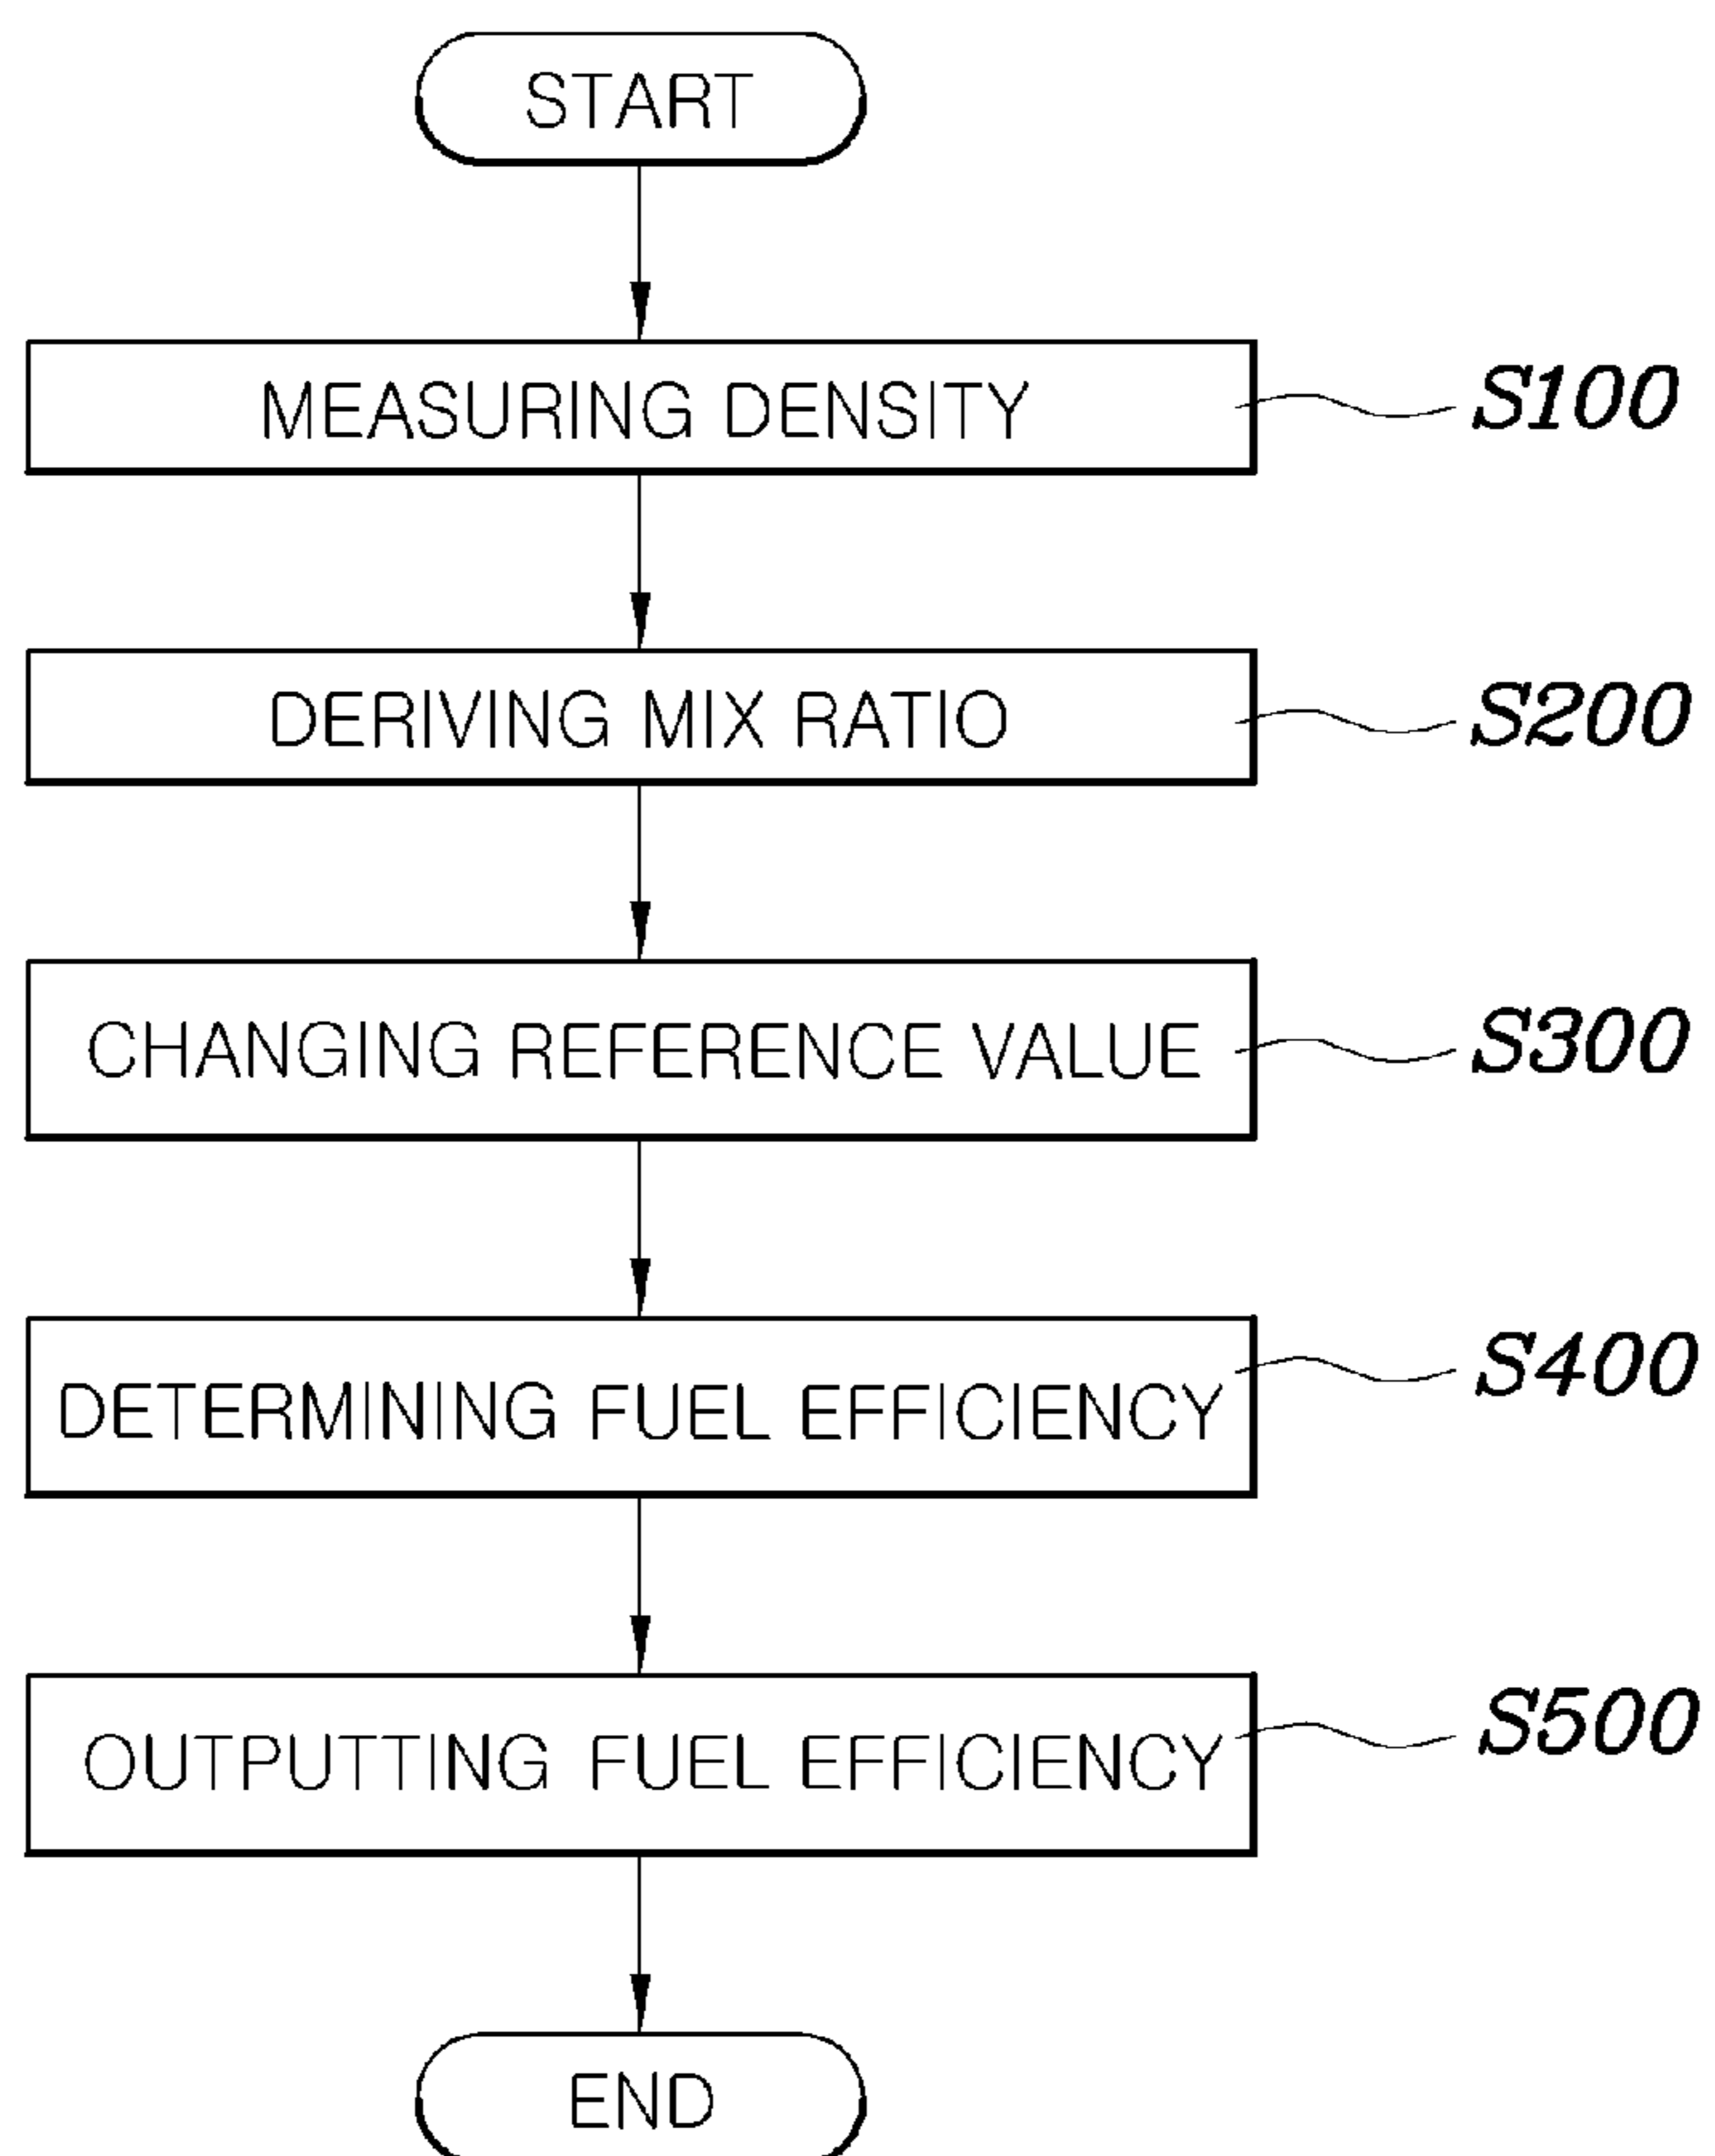 START
MEASURING DENSITY S100
DERIVING MIX RATIO S200
CHANGING REFERENCE VALUE S300
DETERMINING FUEL EFFICIENCY S400
OUTPUTTING FUEL EFFICIENCY S500
END